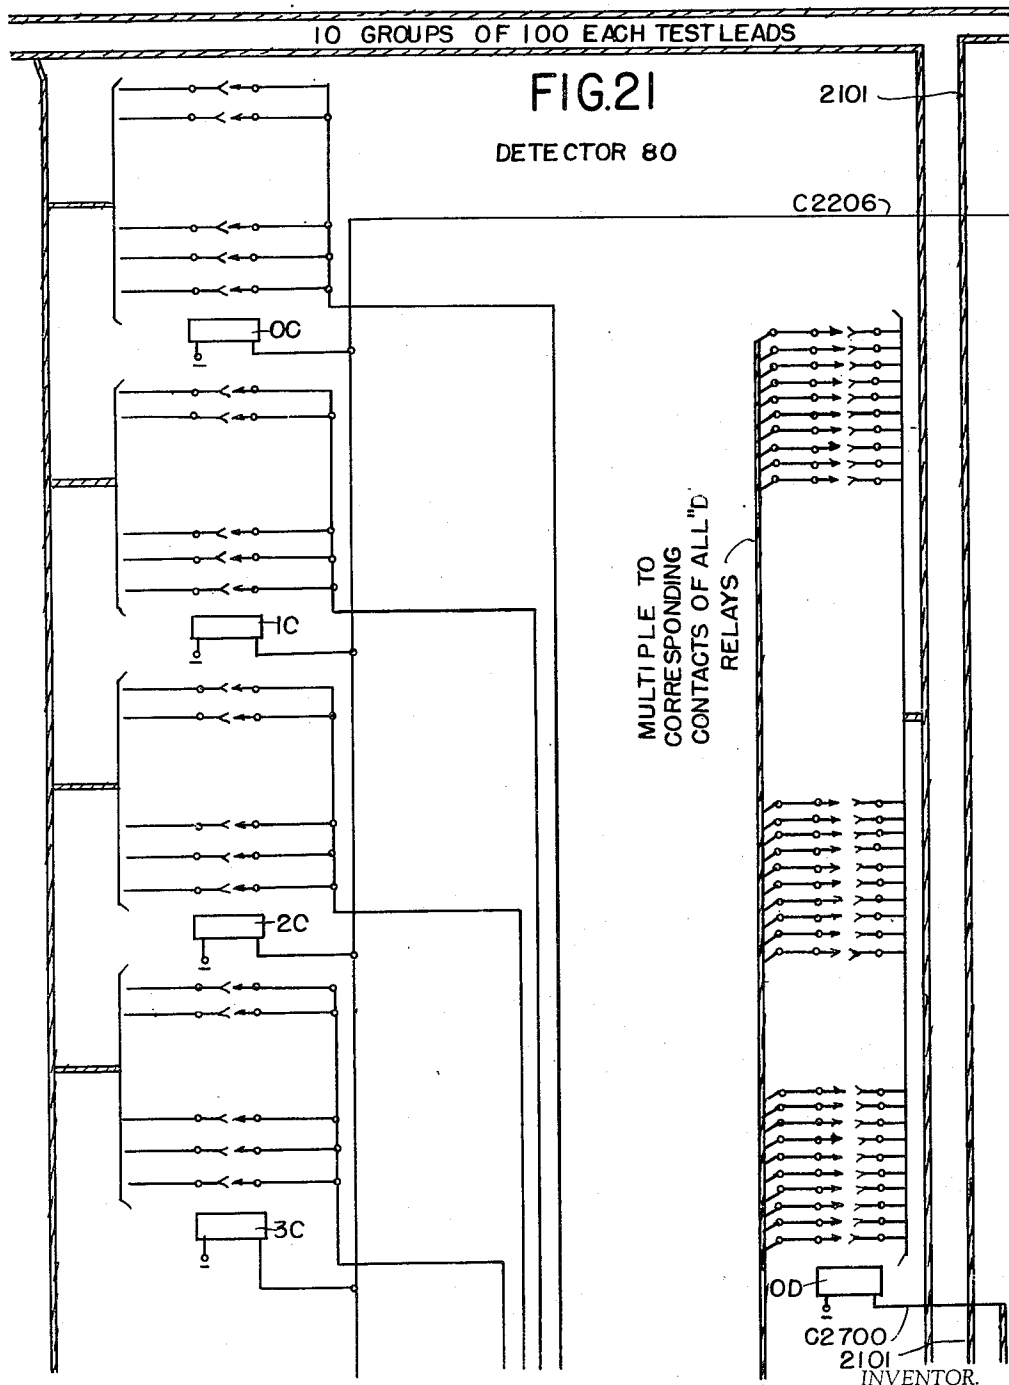 10 GROUPS OF 100 EACH TEST LEADS
FIG.21
2101
DETECTOR 80
C2206
0C
1C
MULTIPLE TO
CORRESPONDING
CONTACTS OF ALL "D"
RELAYS
2C
3C
0D
C2700
2101
INVENTOR.